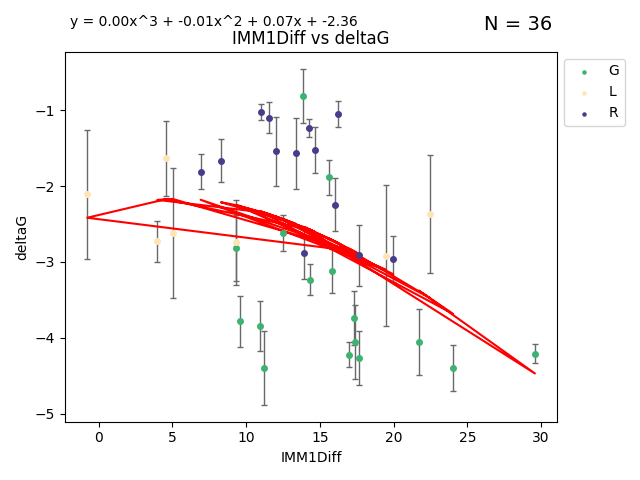 y = 0.00x^3 + -0.01x^2 + 0.07x + -2.36
N = 36
IMM1Diff vs deltaG
G
L
R
deltaG
−1
−2
−3
−4
−5
0 5 10 15 20 25 30
IMM1Diff